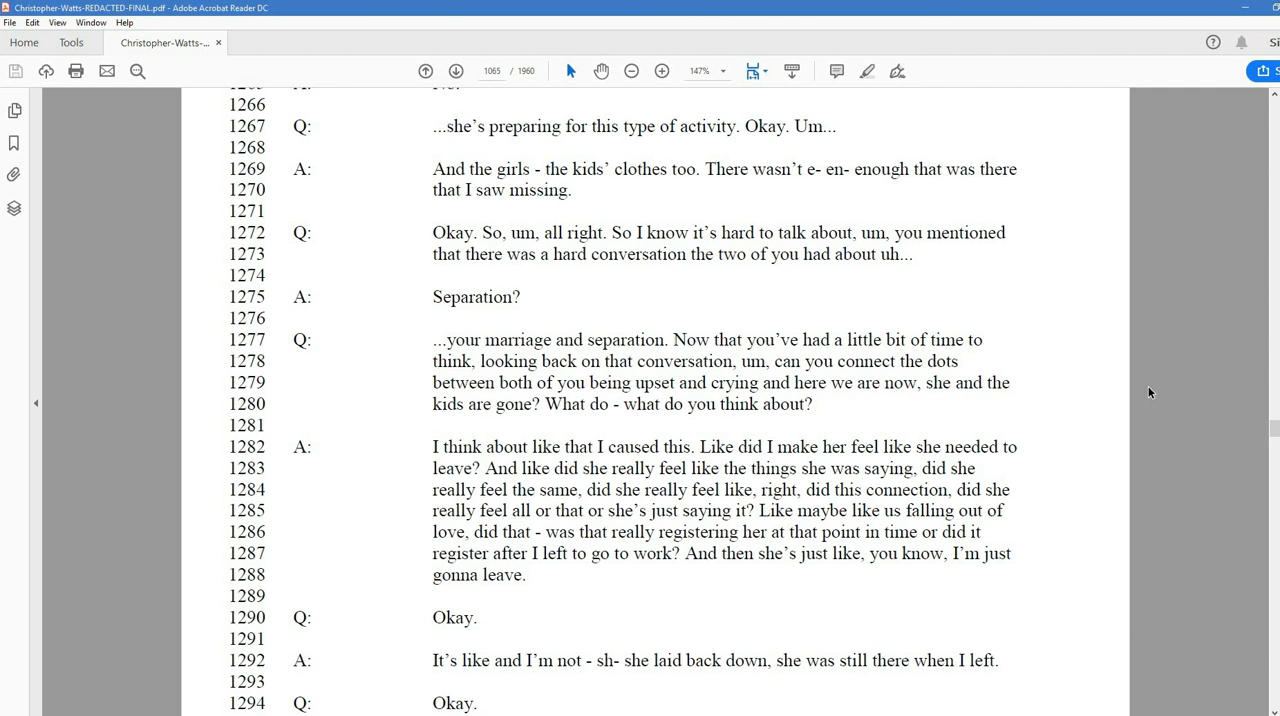 Christopher-Watts-REDACTED-FINAL.pdf - Adobe Acrobat Reader DC
File Edit View Window Help
Home Tools Christopher-Watts-... ×
1065 / 1960 147%
1266
1267 Q: ...she’s preparing for this type of activity. Okay. Um...
1268
1269 A: And the girls - the kids’ clothes too. There wasn’t e- en- enough that was there
1270 that I saw missing.
1271
1272 Q: Okay. So, um, all right. So I know it’s hard to talk about, um, you mentioned
1273 that there was a hard conversation the two of you had about uh...
1274
1275 A: Separation?
1276
1277 Q: ...your marriage and separation. Now that you’ve had a little bit of time to
1278 think, looking back on that conversation, um, can you connect the dots
1279 between both of you being upset and crying and here we are now, she and the
1280 kids are gone? What do - what do you think about?
1281
1282 A: I think about like that I caused this. Like did I make her feel like she needed to
1283 leave? And like did she really feel like the things she was saying, did she
1284 really feel the same, did she really feel like, right, did this connection, did she
1285 really feel all or that or she’s just saying it? Like maybe like us falling out of
1286 love, did that - was that really registering her at that point in time or did it
1287 register after I left to go to work? And then she’s just like, you know, I’m just
1288 gonna leave.
1289
1290 Q: Okay.
1291
1292 A: It’s like and I’m not - sh- she laid back down, she was still there when I left.
1293
1294 Q: Okay.